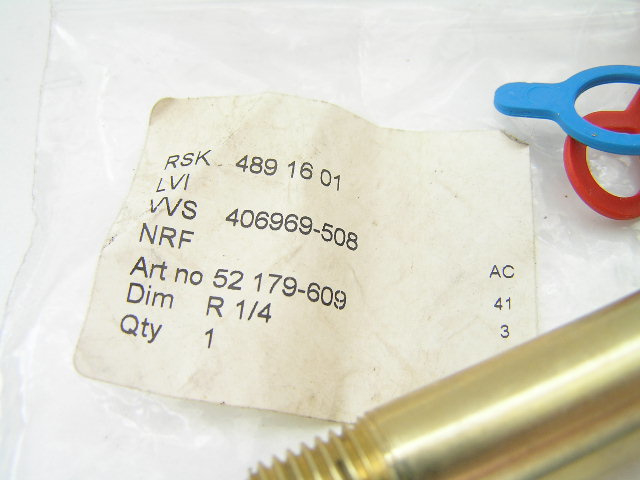 RSK 489 16 01
LVI
VVS 406969-508
NRF
Art no 52 179-609 AC
Dim R 1/4 41
Qty 1 3